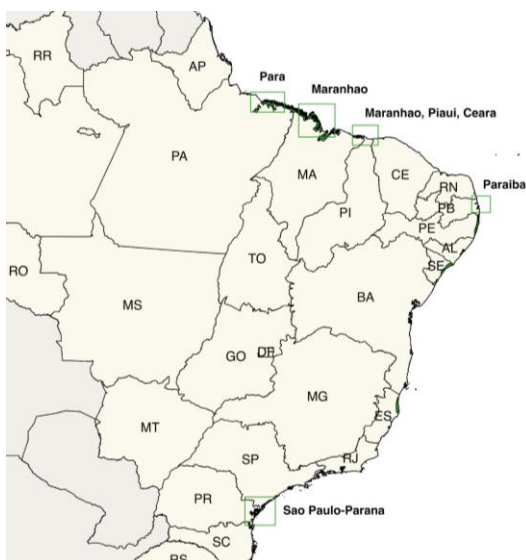 RR
AP
Para
Maranhao
Maranhao, Piaui, Ceara
PA
MA
CE
RN
Paraiba
PB
PI
PE
AL
TO
SE
RO
BA
MS
GO
DF
MG
ES
MT
SP
RJ
PR
Sao Paulo-Parana
SC
RS